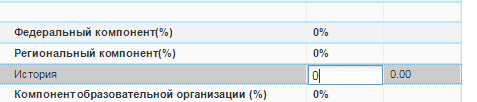 Федеральный компонент(%) 0%
Региональный компонент(%) 0%
История 0 0.00
Компонент образовательной организации (%) 0%